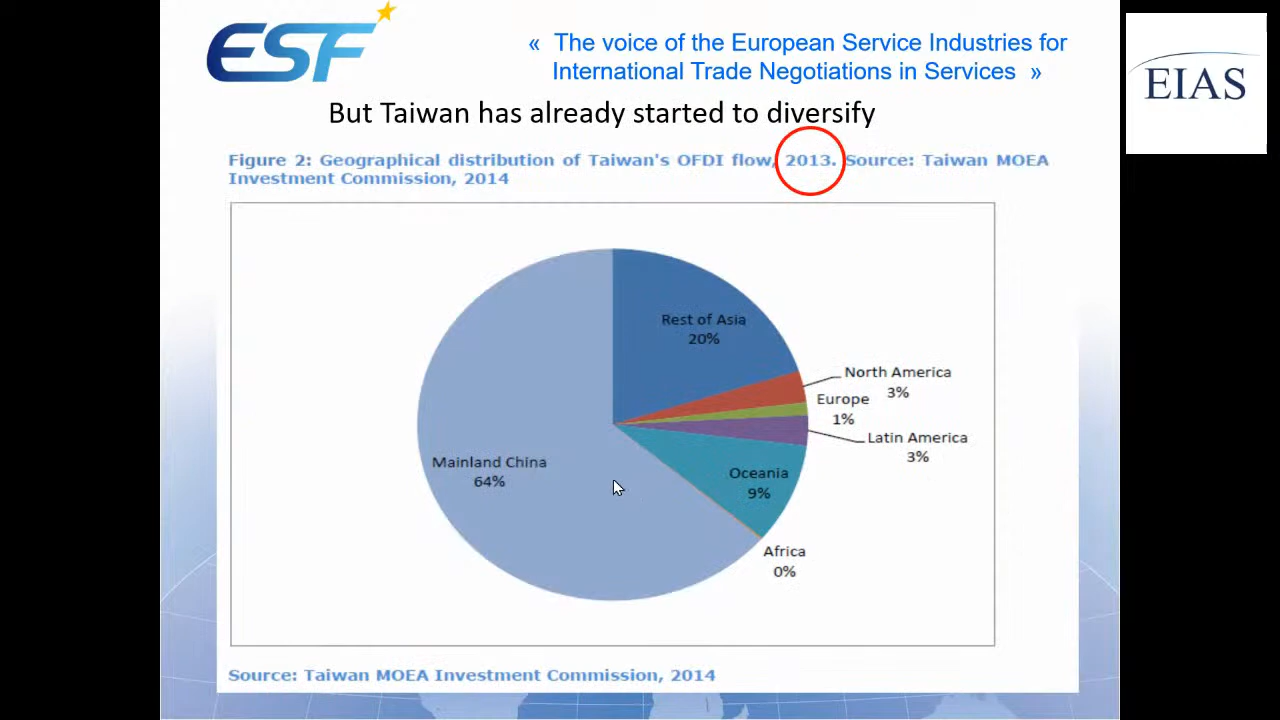 ESF
« The voice of the European Service Industries for
International Trade Negotiations in Services »
EIAS
But Taiwan has already started to diversify
Figure 2: Geographical distribution of Taiwan's OFDI flow, 2013. Source: Taiwan MOEA
Investment Commission, 2014
Rest of Asia
20%
North America
3%
Europe
1%
Latin America
3%
Mainland China
64%
Oceania
9%
Africa
0%
Source: Taiwan MOEA Investment Commission, 2014